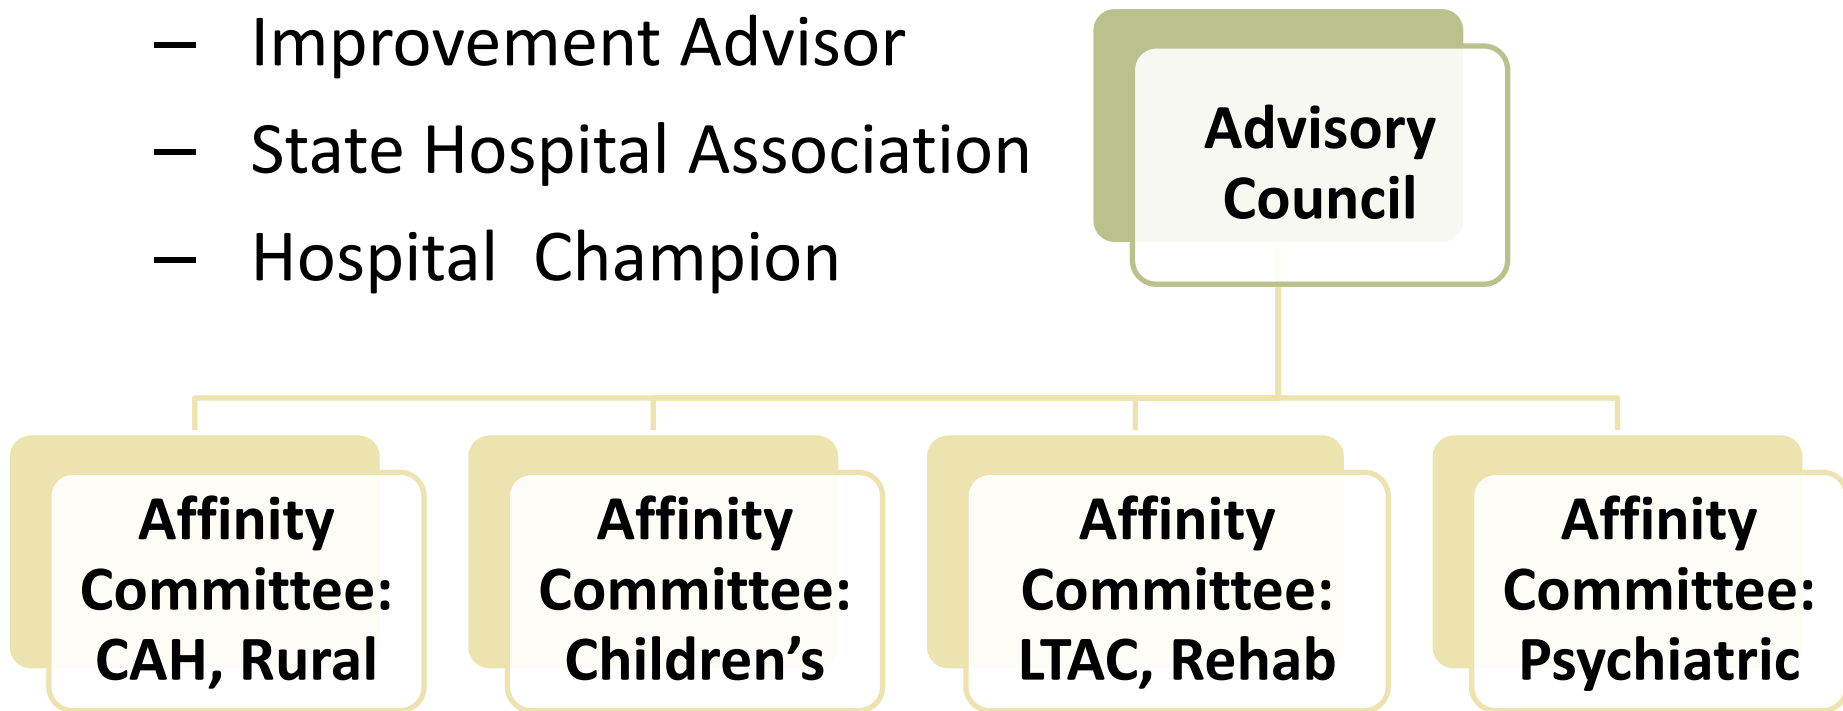 – Improvement Advisor
– State Hospital Association
– Hospital  Champion
Advisory
Council
Affinity
Committee:
CAH, Rural
Affinity
Committee:
Children’s
Affinity
Committee:
LTAC, Rehab
Affinity
Committee:
Psychiatric